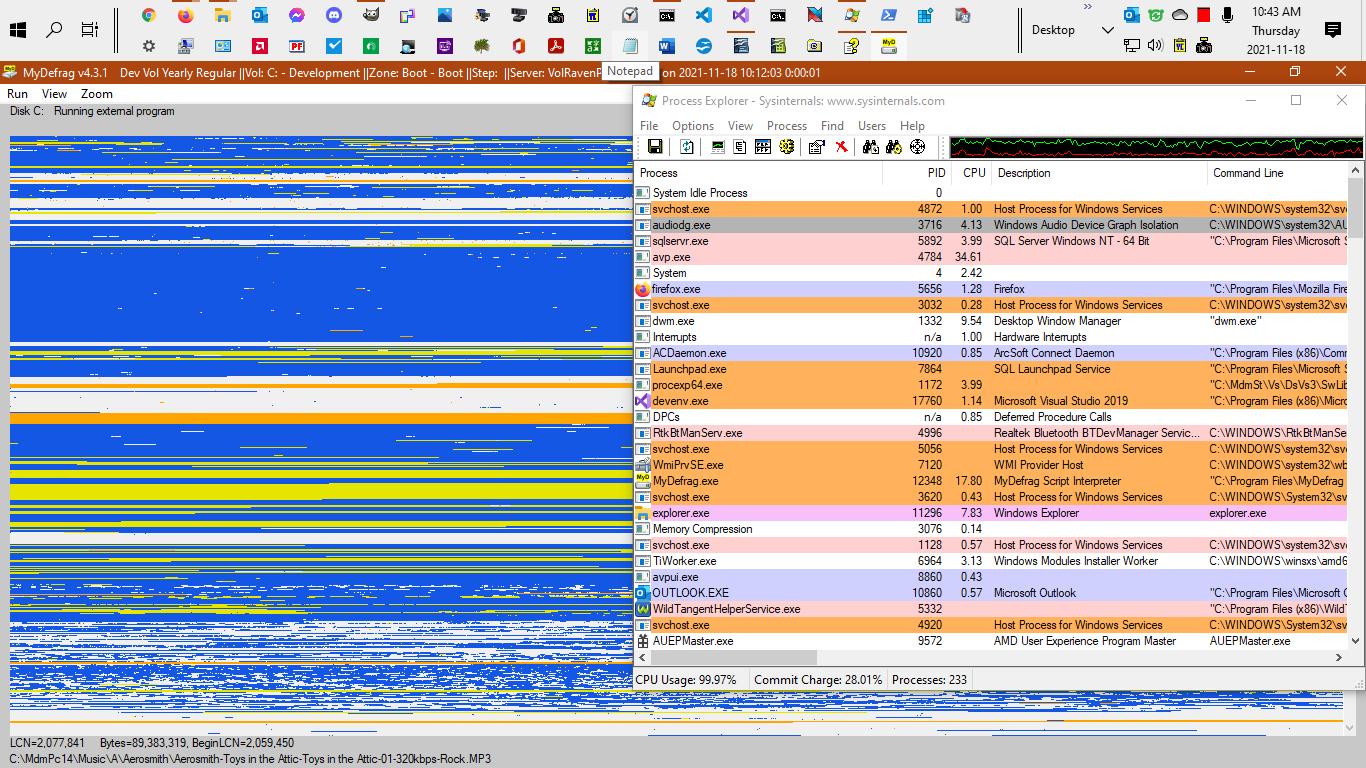 10:43 AM
Desktop
Thursday
2021-11-18
Notepad
MyDefrag v4.3.1 Dev Vol Yearly Regular ||Vol: C: - Development ||Zone: Boot - Boot ||Step: ||Server: VolRavenP on 2021-11-18 10:12:03 0:00:01
Run View Zoom
Disk C: Running external program
Process Explorer - Sysinternals: www.sysinternals.com
File Options View Process Find Users Help
Process PID CPU Description Command Line
System Idle Process 0
svchost.exe 4872 1.00 Host Process for Windows Services C:\WINDOWS\system32\svc
audiodg.exe 3716 4.13 Windows Audio Device Graph Isolation C:\WINDOWS\system32\AU
sqlservr.exe 5892 3.99 SQL Server Windows NT - 64 Bit "C:\Program Files\Microsoft S
avp.exe 4784 34.61
System 4 2.42
firefox.exe 5656 1.28 Firefox "C:\Program Files\Mozilla Fire
svchost.exe 3032 0.28 Host Process for Windows Services C:\WINDOWS\system32\svc
dwm.exe 1332 9.54 Desktop Window Manager "dwm.exe"
Interrupts n/a 1.00 Hardware Interrupts
ACDaemon.exe 10920 0.85 ArcSoft Connect Daemon "C:\Program Files (x86)\Comm
Launchpad.exe 7864 SQL Launchpad Service "C:\Program Files\Microsoft S
procexp64.exe 1172 3.99 "C:\MdmSt\Vs\DsVs3\SwLib
devenv.exe 17760 1.14 Microsoft Visual Studio 2019 "C:\Program Files (x86)\Micro
DPCs n/a 0.85 Deferred Procedure Calls
RtkBtManServ.exe 4996 Realtek Bluetooth BTDevManager Servic... C:\WINDOWS\RtkBtManSe
svchost.exe 5056 Host Process for Windows Services C:\WINDOWS\system32\svc
WmiPrvSE.exe 7120 WMI Provider Host C:\WINDOWS\system32\wb
MyDefrag.exe 12348 17.80 MyDefrag Script Interpreter "C:\Program Files\MyDefrag
svchost.exe 3620 0.43 Host Process for Windows Services C:\WINDOWS\System32\sv
explorer.exe 11296 7.83 Windows Explorer explorer.exe
Memory Compression 3076 0.14
svchost.exe 1128 0.57 Host Process for Windows Services C:\WINDOWS\system32\svc
TiWorker.exe 6964 3.13 Windows Modules Installer Worker C:\WINDOWS\winsxs\amd6
avpui.exe 8860 0.43
OUTLOOK.EXE 10860 0.57 Microsoft Outlook "C:\Program Files\Microsoft C
WildTangentHelperService.exe 5332 "C:\Program Files (x86)\WildT
svchost.exe 4920 Host Process for Windows Services C:\WINDOWS\System32\sv
AUEPMaster.exe 9572 AMD User Experience Program Master AUEPMaster.exe
CPU Usage: 99.97% Commit Charge: 28.01% Processes: 233
LCN=2,077,841 Bytes=89,383,319, BeginLCN=2,059,450
C:\MdmPc14\Music\A\Aerosmith\Aerosmith-Toys in the Attic-Toys in the Attic-01-320kbps-Rock.MP3